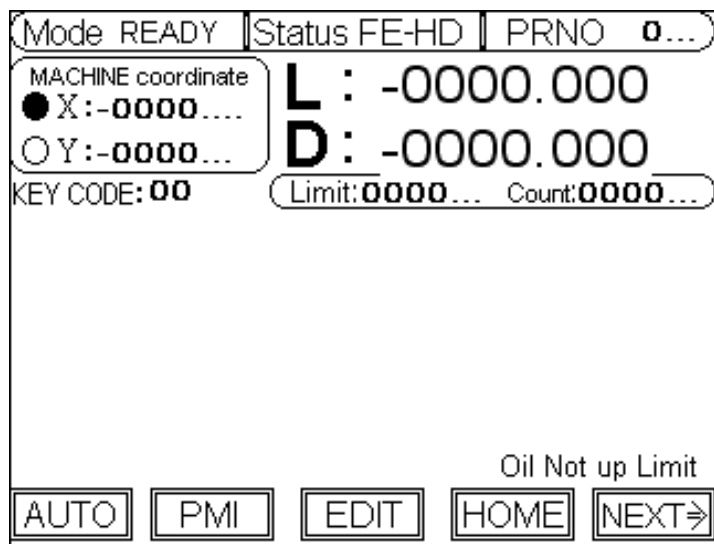 Mode READY Status FE-HD PRNO 0...
MACHINE coordinate
X:-0000....
Y:-0000...
L: -0000.000
D: -0000.000
KEY CODE: 00
Limit:0000... Count:0000...
Oil Not up Limit
AUTO PMI EDIT HOME NEXT→